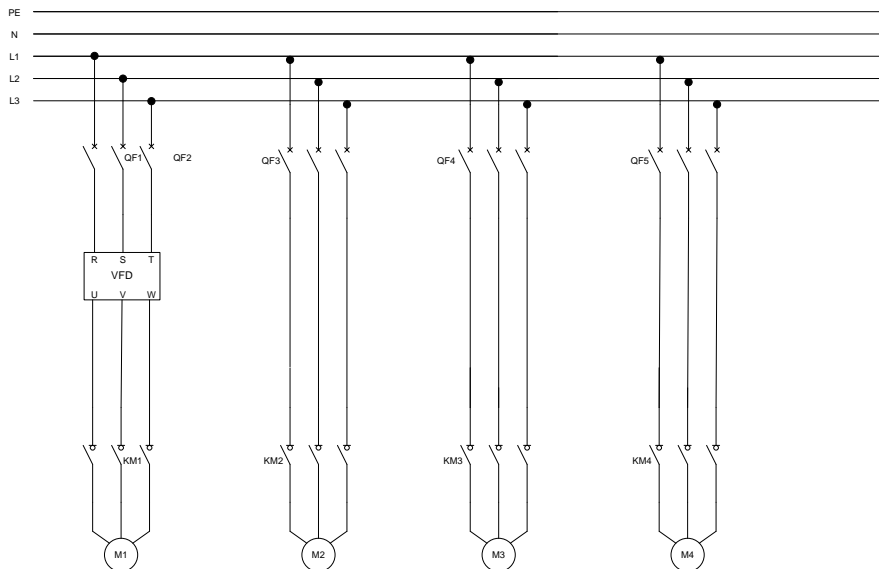 PE
N
L1
L2
L3
QF1 QF2 QF3 QF4 QF5
R S T
VFD
U V W
KM1 KM2 KM3 KM4
M1 M2 M3 M4